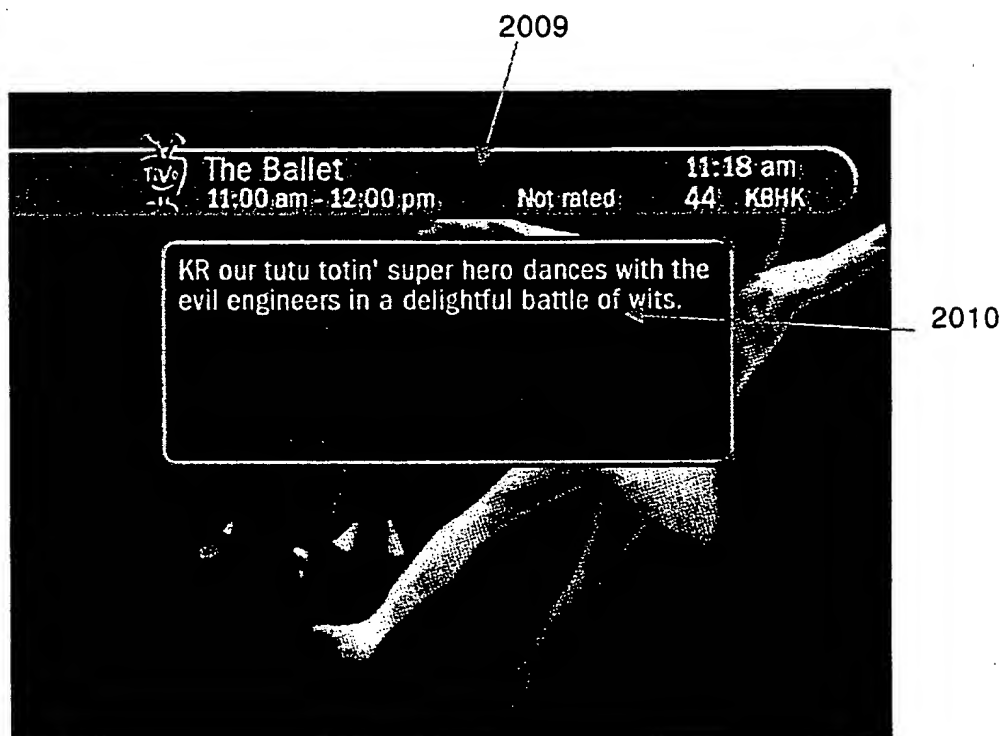 2009
The Ballet 11:18 am
TiVo
11:00 am - 12:00 pm Not rated 44 KBHK
KR our tutu totin' super hero dances with the
evil engineers in a delightful battle of wits.
2010